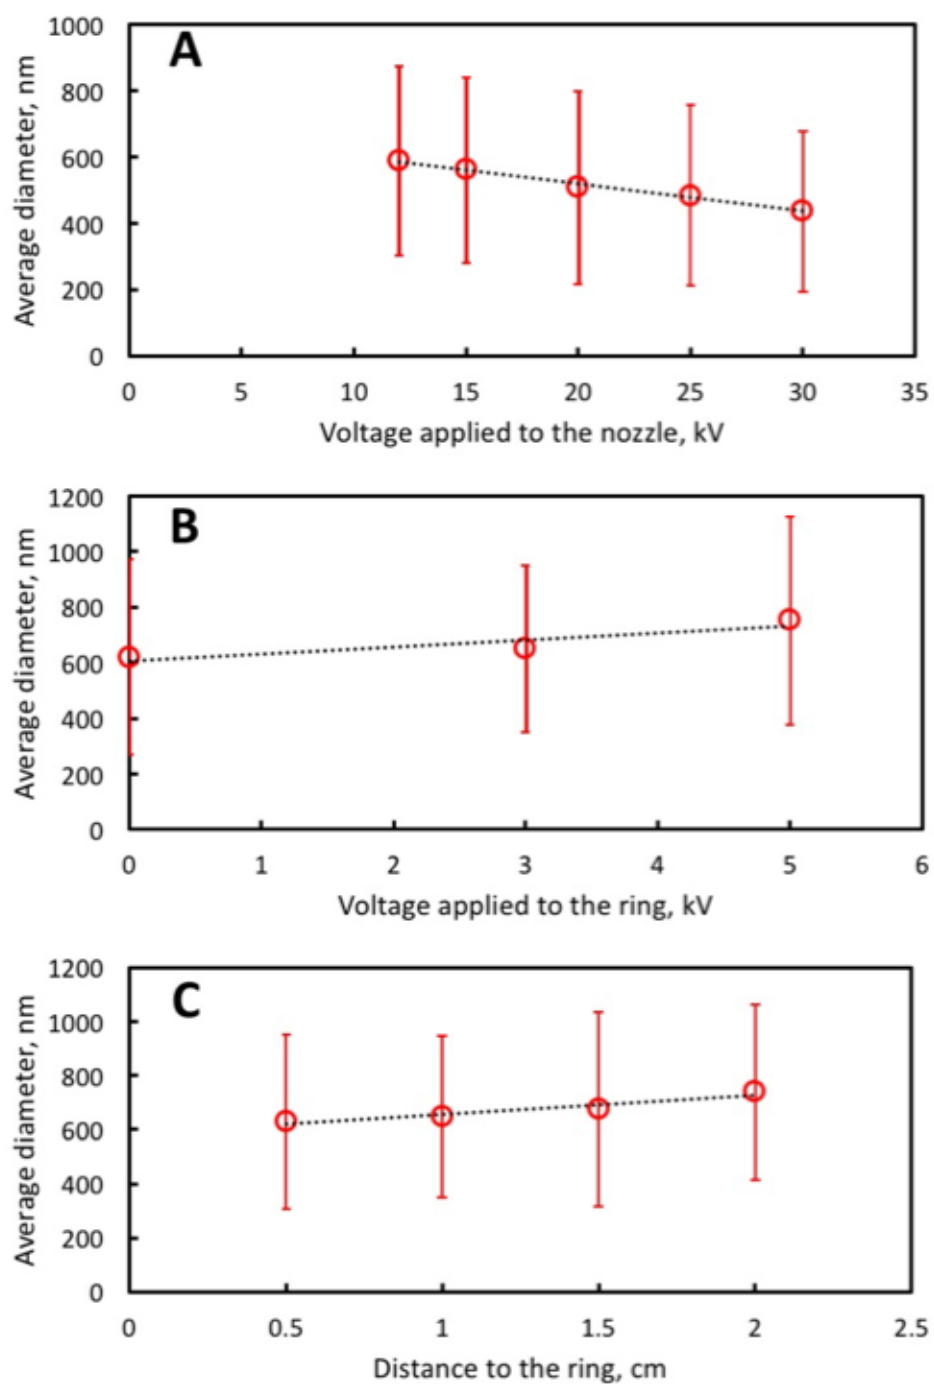 A
Average diameter, nm
1000
800
600
400
200
0
0 5 10 15 20 25 30 35
Voltage applied to the nozzle, kV
B
Average diameter, nm
1200
1000
800
600
400
200
0
0 1 2 3 4 5 6
Voltage applied to the ring, kV
C
Average diameter, nm
1200
1000
800
600
400
200
0
0 0.5 1 1.5 2 2.5
Distance to the ring, cm